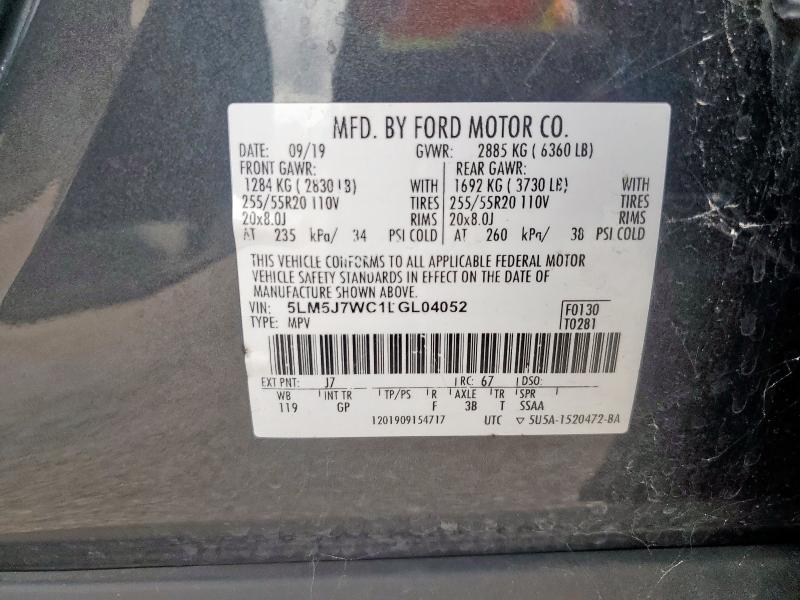 MFD. BY FORD MOTOR CO.
DATE: 09/19 GVWR: 2885 KG ( 6360 LB)
FRONT GAWR: REAR GAWR:
1284 KG ( 2830 LB) WITH 1692 KG ( 3730 LB) WITH
255/55R20 110V TIRES 255/55R20 110V TIRES
20x8.0J RIMS 20x8.0J RIMS
AT 235 kPa/ 34 PSI COLD AT 260 kPa/ 38 PSI COLD
THIS VEHICLE CONFORMS TO ALL APPLICABLE FEDERAL MOTOR
VEHICLE SAFETY STANDARDS IN EFFECT ON THE DATE OF
MANUFACTURE SHOWN ABOVE.
VIN: F0130
TYPE: MPV T0281
EXT PNT: J7 RC: 67 DSO:
WB INT TR TP/PS R AXLE TR SPR
119 GP F 3B T SSAA
1201909154717 UTC ▽ 5U5A-1520472-BA